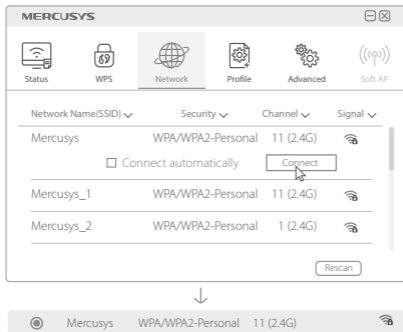 MERCUSYS
Status WPS Network Profile Advanced Soft AP
Network Name(SSID) Security Channel Signal
Mercusys WPA/WPA2-Personal 11 (2.4G)
Connect automatically Connect
Mercusys_1 WPA/WPA2-Personal 11 (2.4G)
Mercusys_2 WPA/WPA2-Personal 1 (2.4G)
Rescan
Mercusys WPA/WPA2-Personal 11 (2.4G)